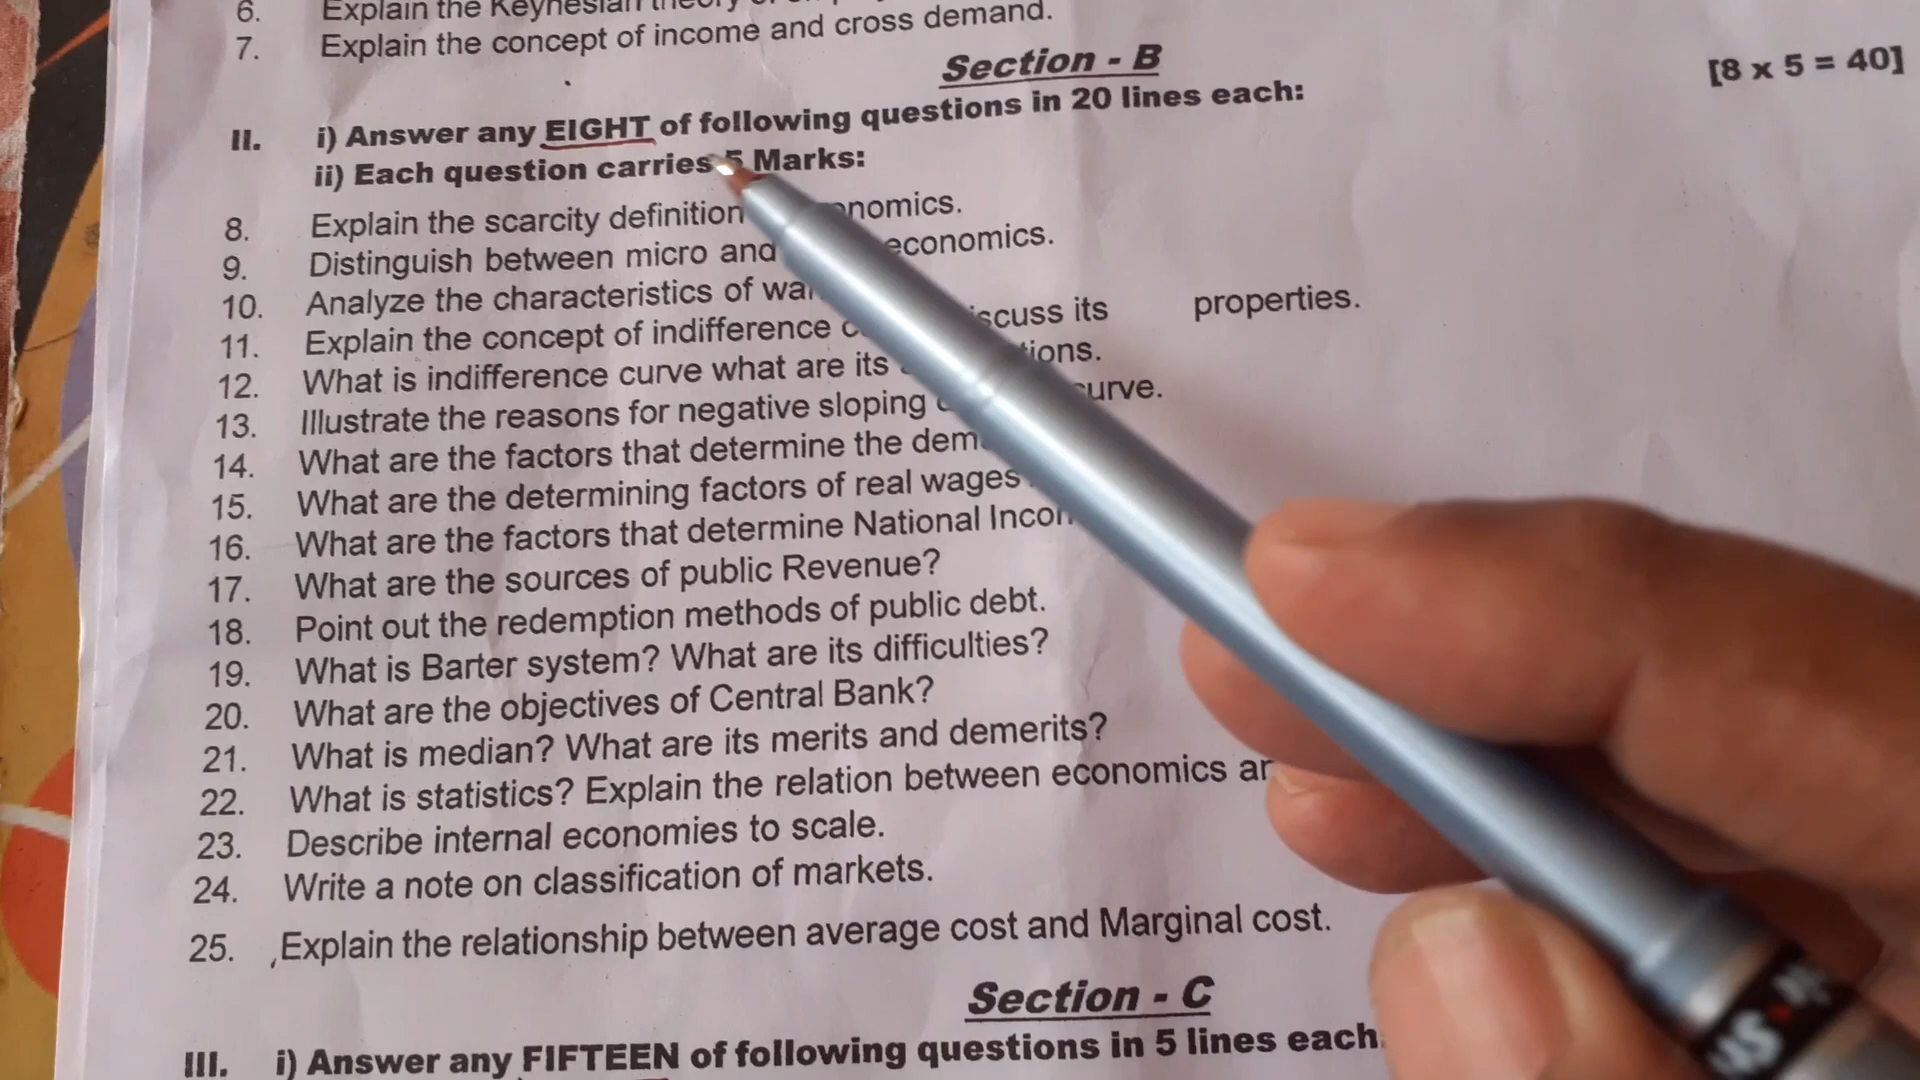 6. Explain the Keynesian theory of
7. Explain the concept of income and cross demand.
Section - B
[8 x 5 = 40]
II. i) Answer any EIGHT of following questions in 20 lines each:
ii) Each question carries 5 Marks:
8. Explain the scarcity definition
9. Distinguish between micro and economics.
10. Analyze the characteristics of
11. Explain the concept of indifference its properties.
12. What is indifference curve what are its
13. Illustrate the reasons for negative sloping
14. What are the factors that determine the
15. What are the determining factors of real wages
16. What are the factors that determine National
17. What are the sources of public Revenue?
18. Point out the redemption methods of public debt.
19. What is Barter system? What are its difficulties?
20. What are the objectives of Central Bank?
21. What is median? What are its merits and demerits?
22. What is statistics? Explain the relation between economics
23. Describe internal economies to scale.
24. Write a note on classification of markets.
25. ,Explain the relationship between average cost and Marginal cost.
Section - C
III. i) Answer any FIFTEEN of following questions in 5 lines each